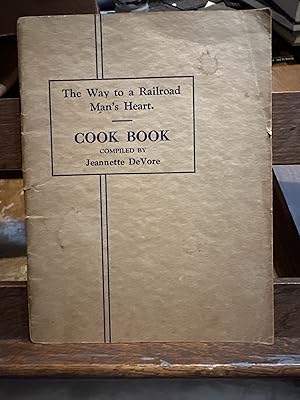 The Way to a Railroad
Man's Heart.
COOK BOOK
COMPILED BY
Jeannette DeVore